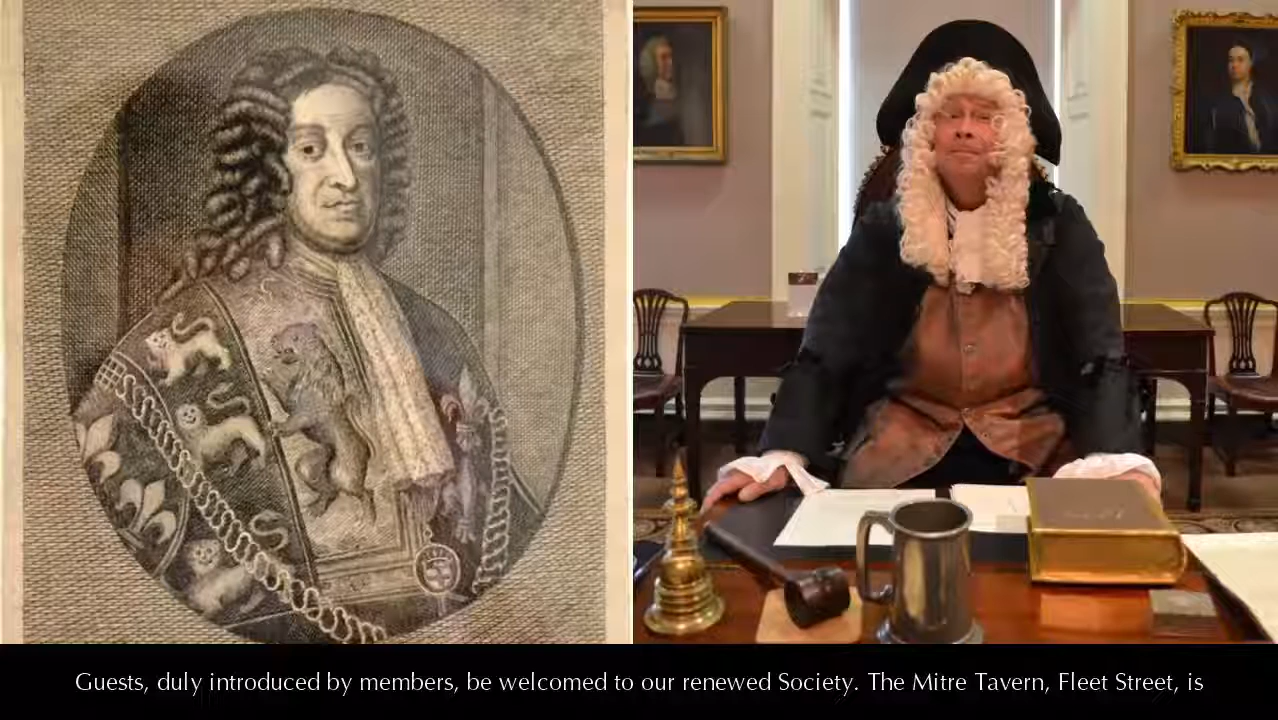 Guests, duly introduced by members, be welcomed to our renewed Society. The Mitre Tavern, Fleet Street, is